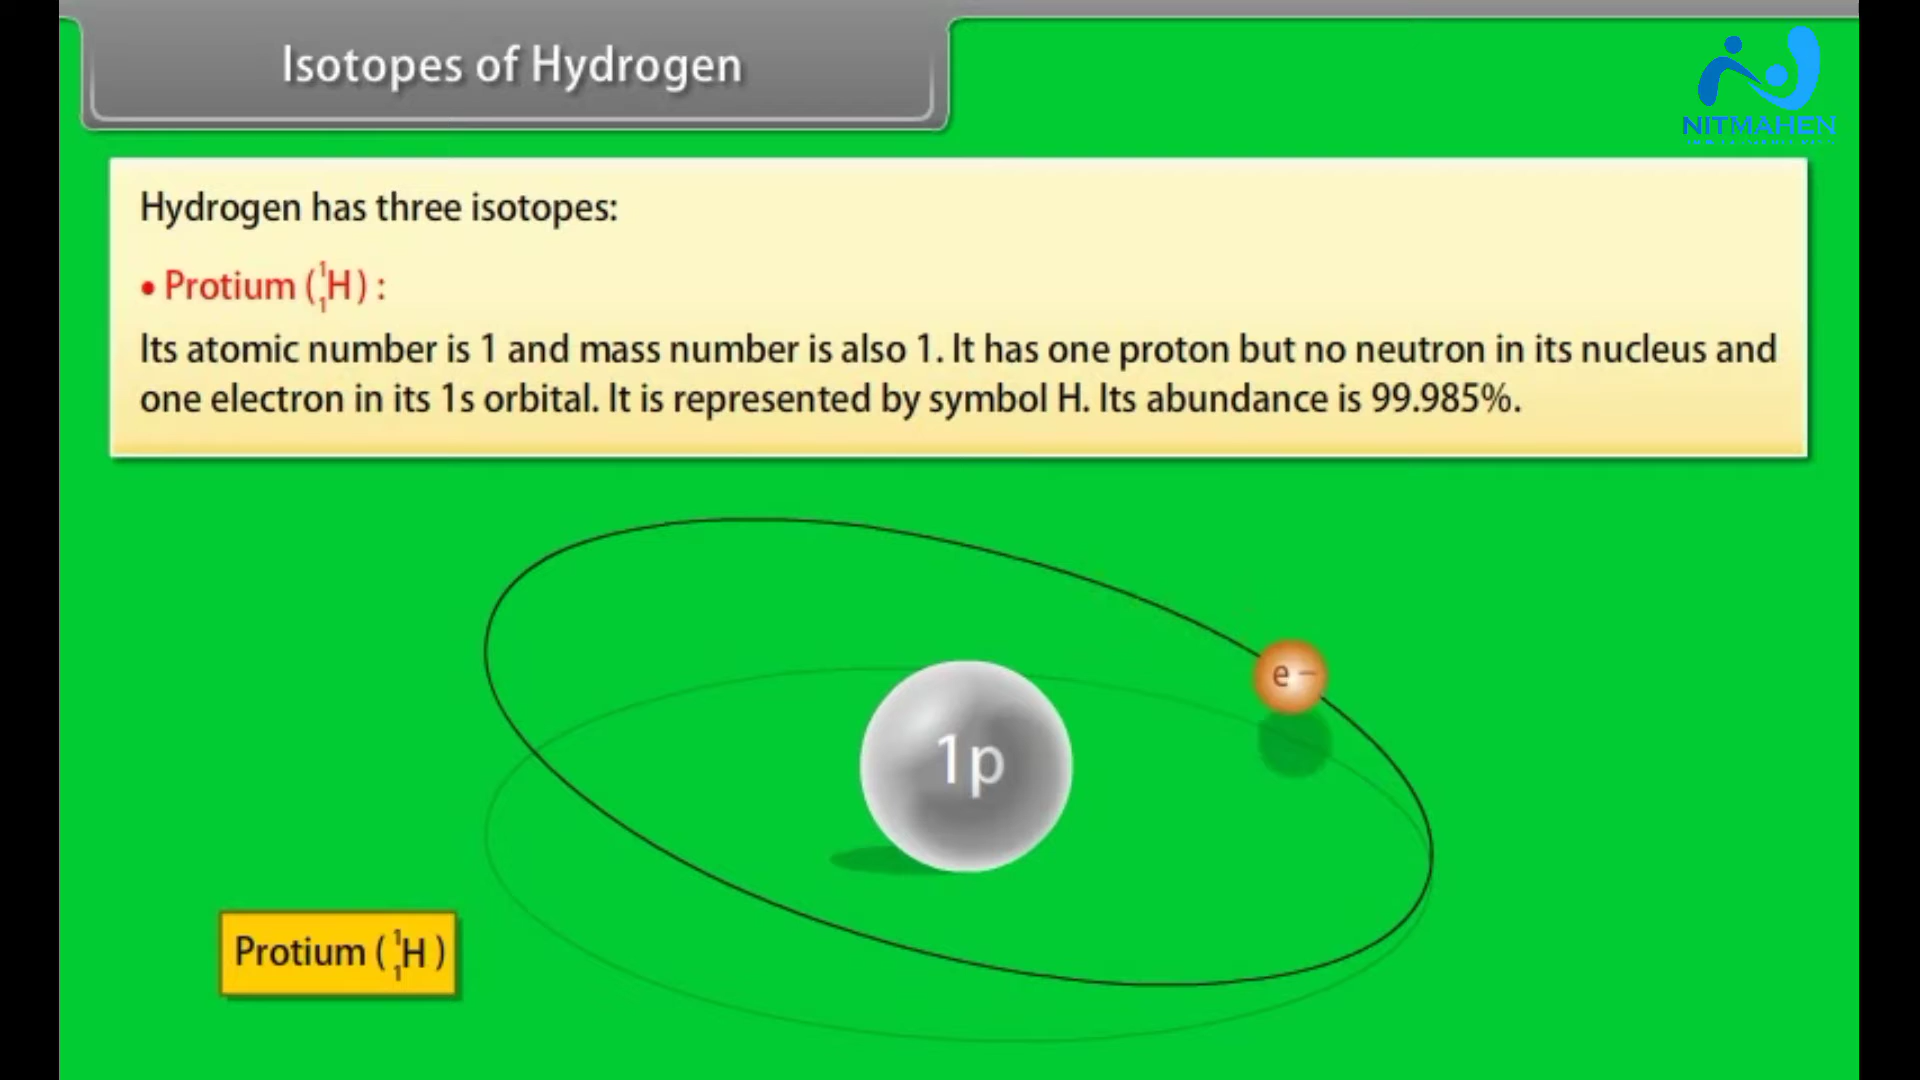 Isotopes of Hydrogen
NITMAHEN
Hydrogen has three isotopes:
• Protium (¹₁H) :
Its atomic number is 1 and mass number is also 1. It has one proton but no neutron in its nucleus and
one electron in its 1s orbital. It is represented by symbol H. Its abundance is 99.985%.
e⁻
1p
Protium (¹₁H)